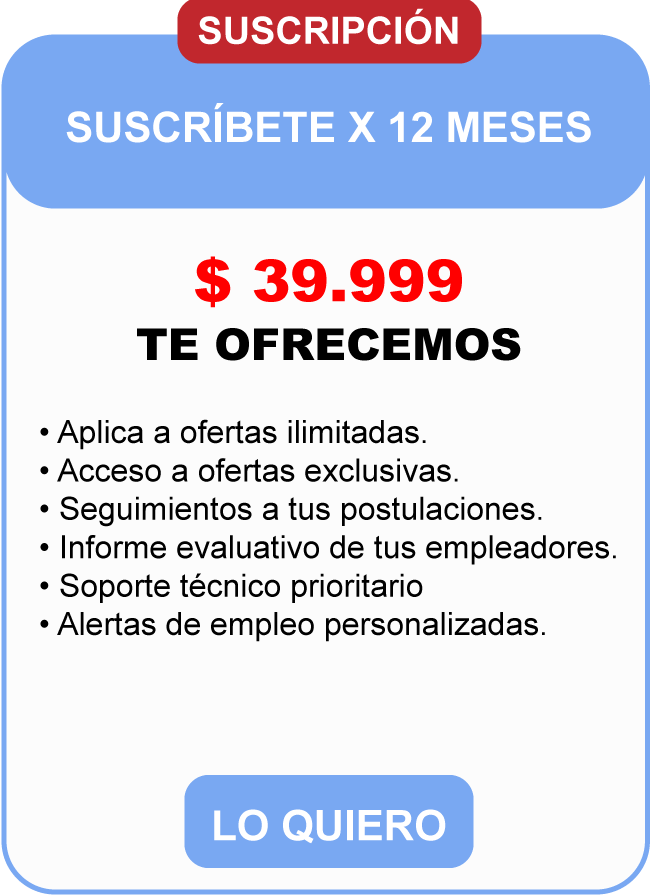 SUSCRIPCIÓN
SUSCRÍBETE X 12 MESES
$ 39.999
TE OFRECEMOS
• Aplica a ofertas ilimitadas.
• Acceso a ofertas exclusivas.
• Seguimientos a tus postulaciones.
• Informe evaluativo de tus empleadores.
• Soporte técnico prioritario
• Alertas de empleo personalizadas.
LO QUIERO